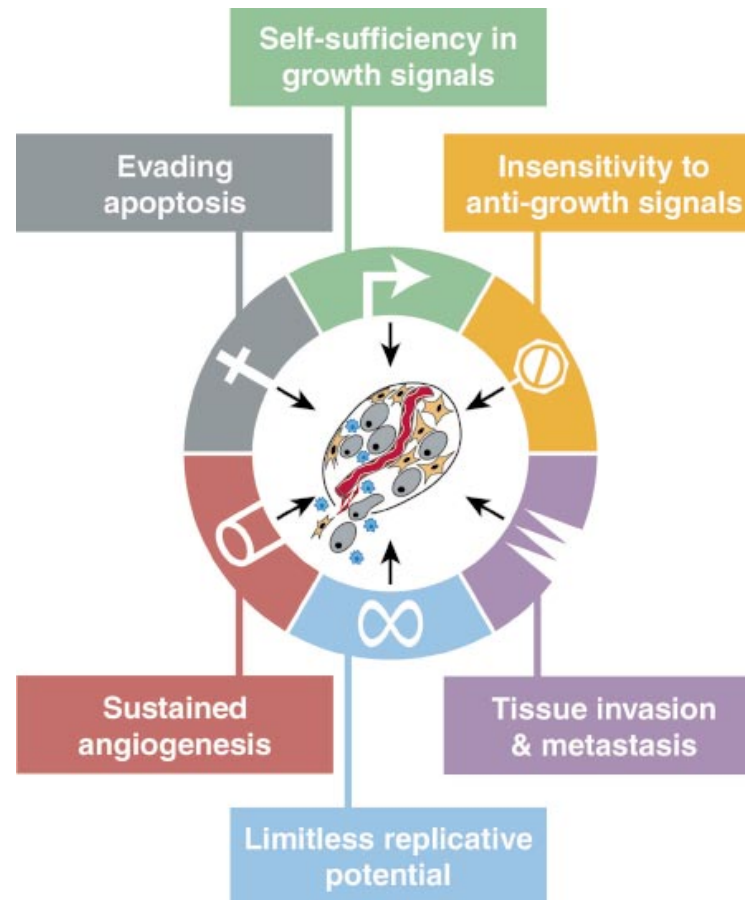 Self-sufficiency in
growth signals
Evading
apoptosis
Insensitivity to
anti-growth signals
Sustained
angiogenesis
Tissue invasion
& metastasis
Limitless replicative
potential